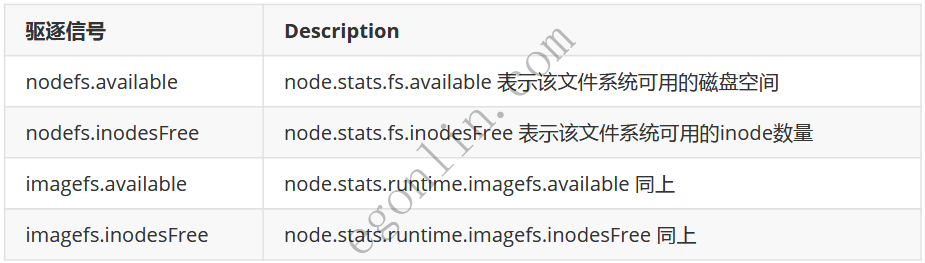 驱逐信号 Description
nodefs.available node.stats.fs.available 表示该文件系统可用的磁盘空间
nodefs.inodesFree node.stats.fs.inodesFree 表示该文件系统可用的inode数量
imagefs.available node.stats.runtime.imagefs.available 同上
imagefs.inodesFree node.stats.runtime.imagefs.inodesFree 同上
egonlin.com